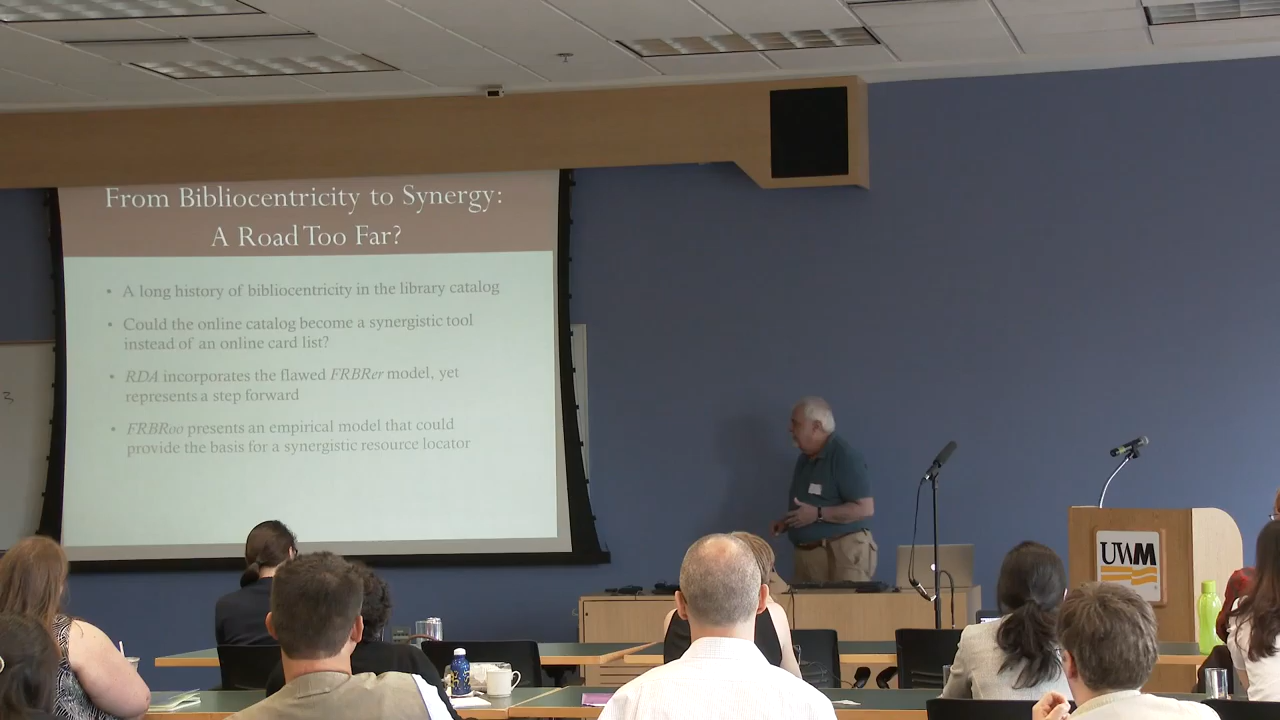 From Bibliocentricity to Synergy:
A Road Too Far?
• A long history of bibliocentricity in the library catalog
• Could the online catalog become a synergistic tool
instead of an online card list?
• RDA incorporates the flawed FRBRer model, yet
represents a step forward
• FRBRoo presents an empirical model that could
provide the basis for a synergistic resource locator
3
UWM